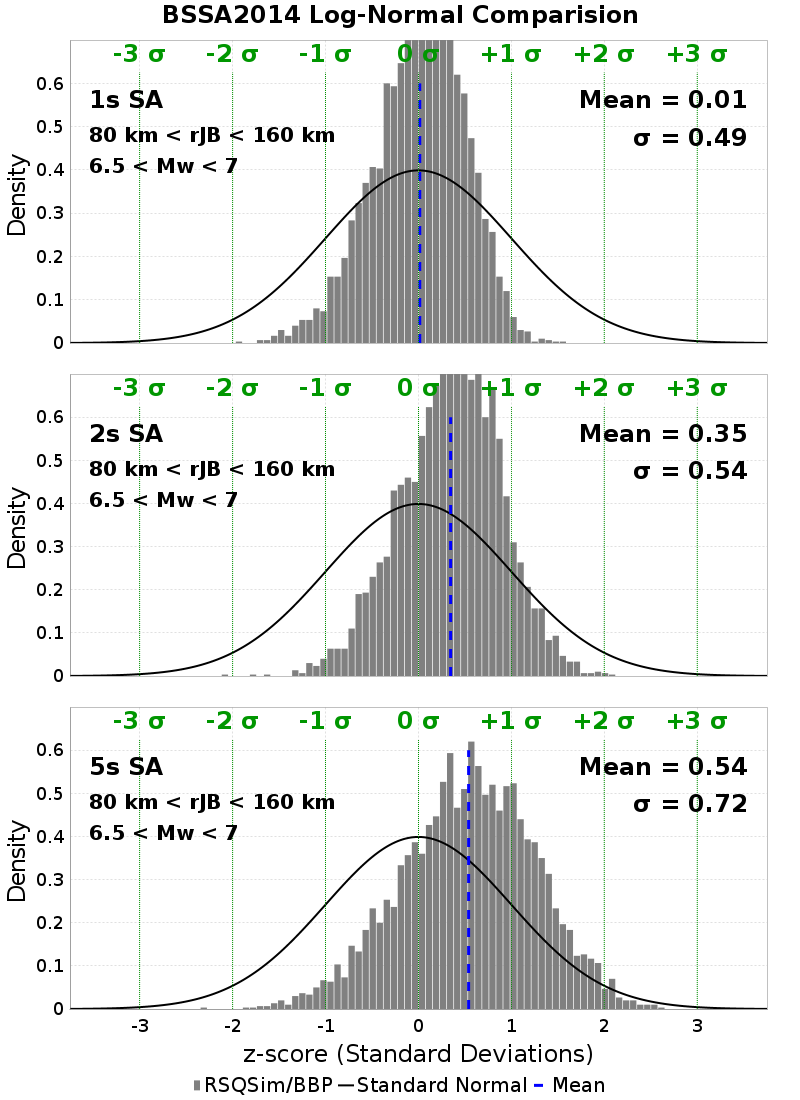 BSSA2014 Log-Normal Comparision
-3 σ -2 σ -1 σ 0 σ +1 σ +2 σ +3 σ
0.6
1s SA Mean = 0.01
0.5
80 km < rJB < 160 km σ = 0.49
6.5 < Mw < 7
0.4
Density
0.3
0.2
0.1
0
-3 σ -2 σ -1 σ 0 σ +1 σ +2 σ +3 σ
0.6
2s SA Mean = 0.35
0.5
80 km < rJB < 160 km σ = 0.54
6.5 < Mw < 7
0.4
Density
0.3
0.2
0.1
0
-3 σ -2 σ -1 σ 0 σ +1 σ +2 σ +3 σ
0.6
5s SA Mean = 0.54
0.5
80 km < rJB < 160 km σ = 0.72
6.5 < Mw < 7
0.4
Density
0.3
0.2
0.1
0
-3 -2 -1 0 1 2 3
z-score (Standard Deviations)
RSQSim/BBP Standard Normal Mean